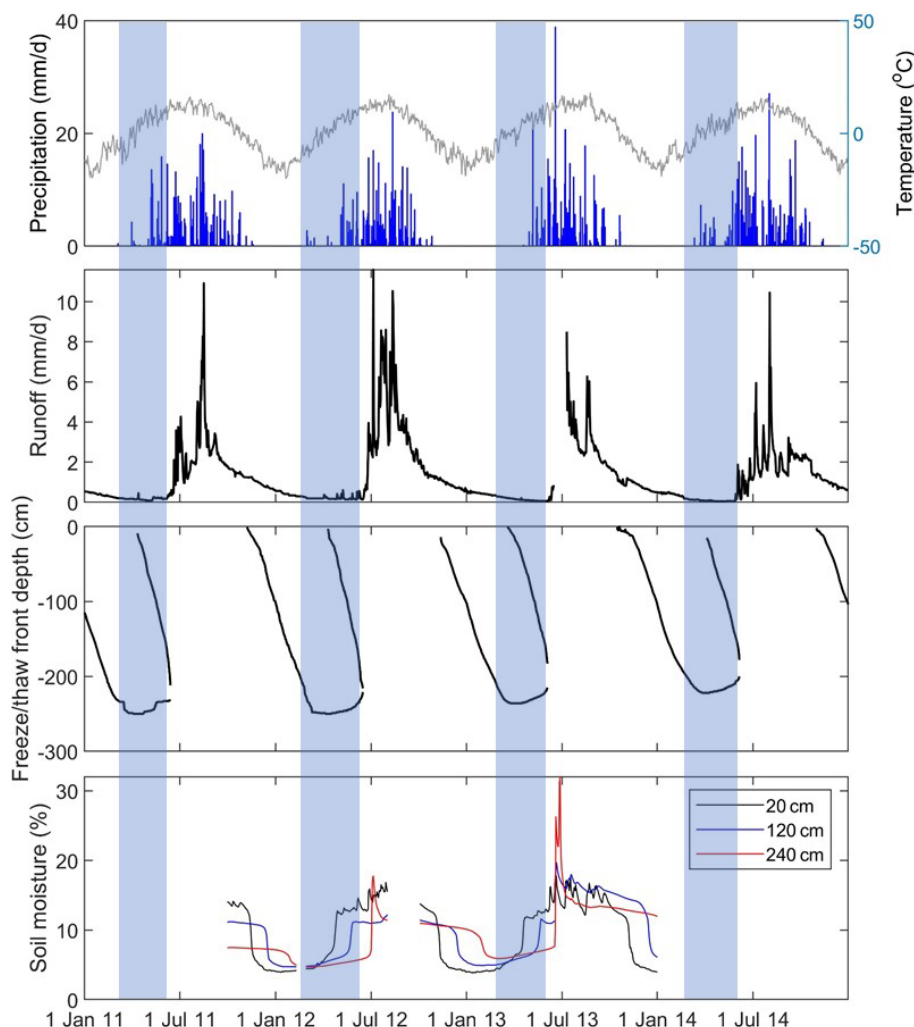 Precipitation (mm/d)
40
20
0
Temperature (°C)
50
0
-50
Runoff (mm/d)
10
8
6
4
2
0
Freeze/thaw front depth (cm)
0
-100
-200
-300
Soil moisture (%)
30
20
10
0
20 cm
120 cm
240 cm
1 Jan 11 1 Jul 11 1 Jan 12 1 Jul 12 1 Jan 13 1 Jul 13 1 Jan 14 1 Jul 14